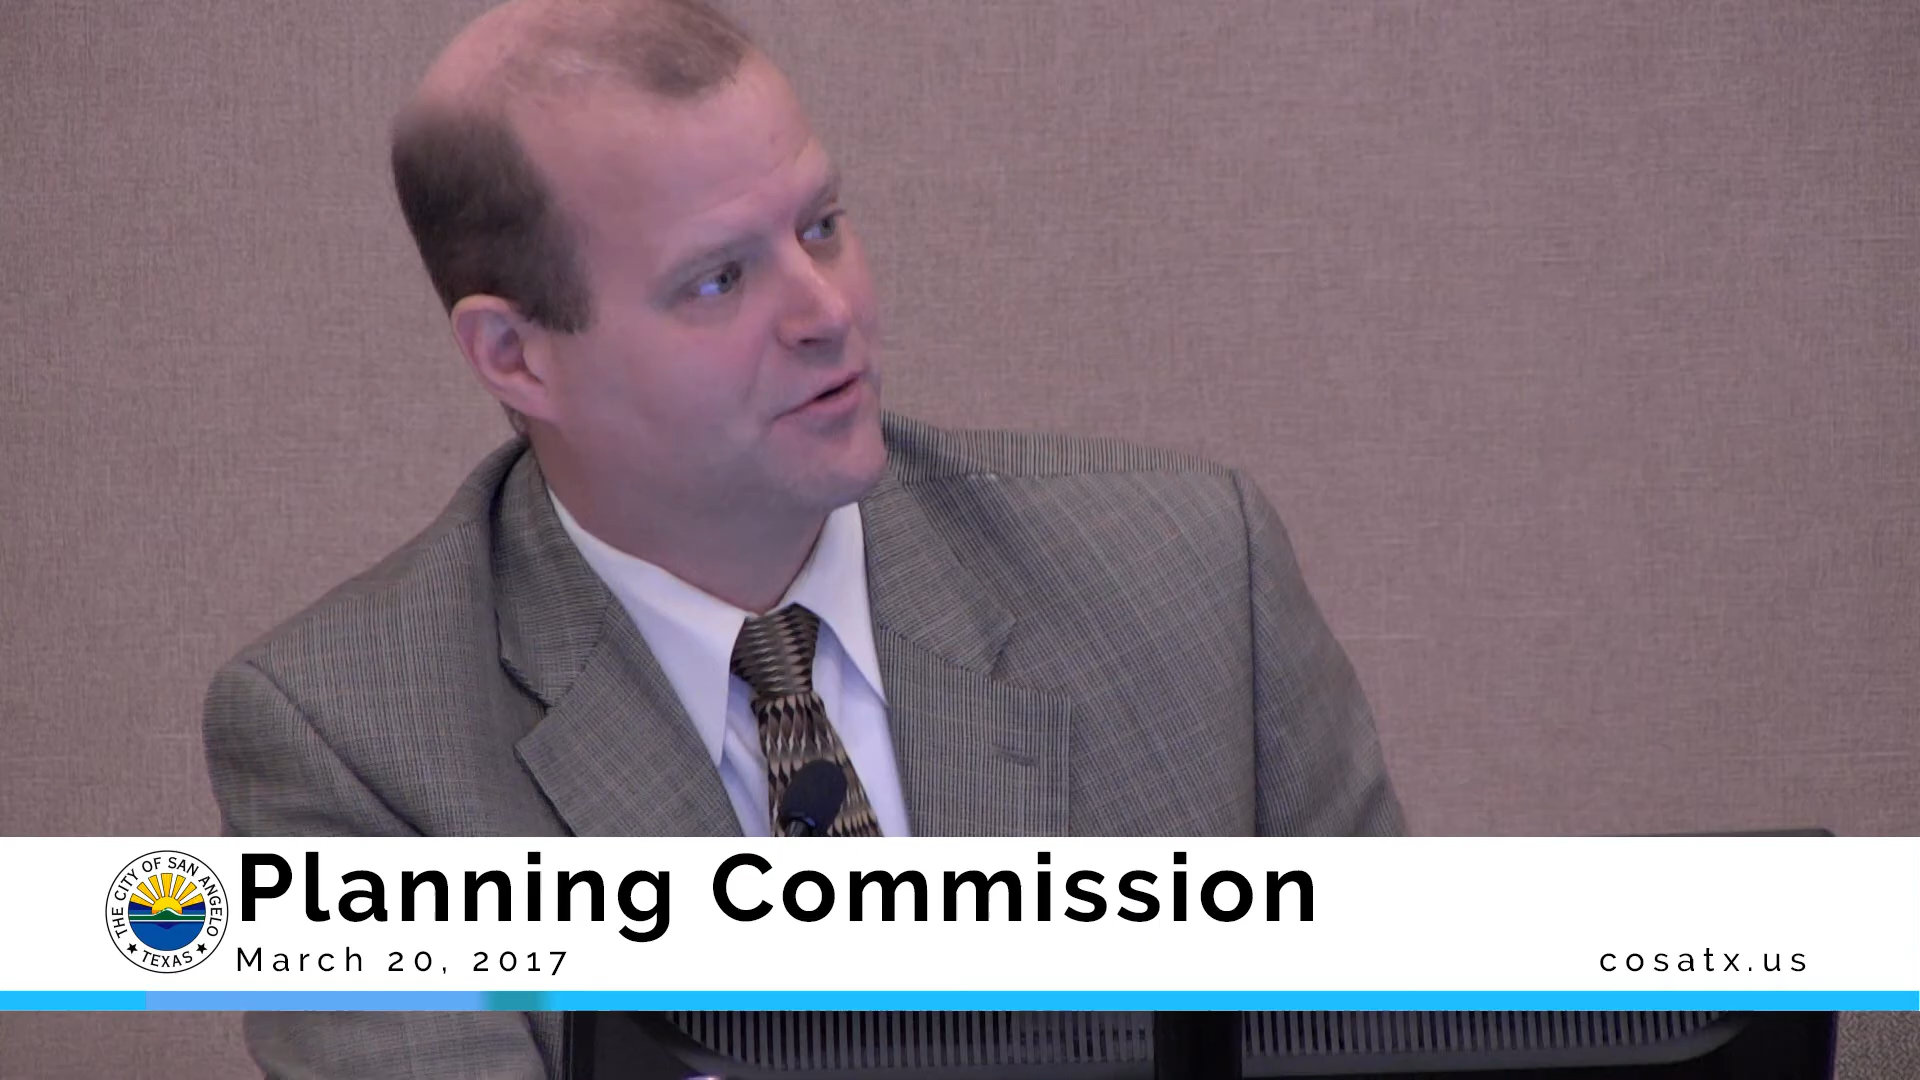 THE CITY OF SAN ANGELO
TEXAS
Planning Commission
March 20, 2017
cosatx.us